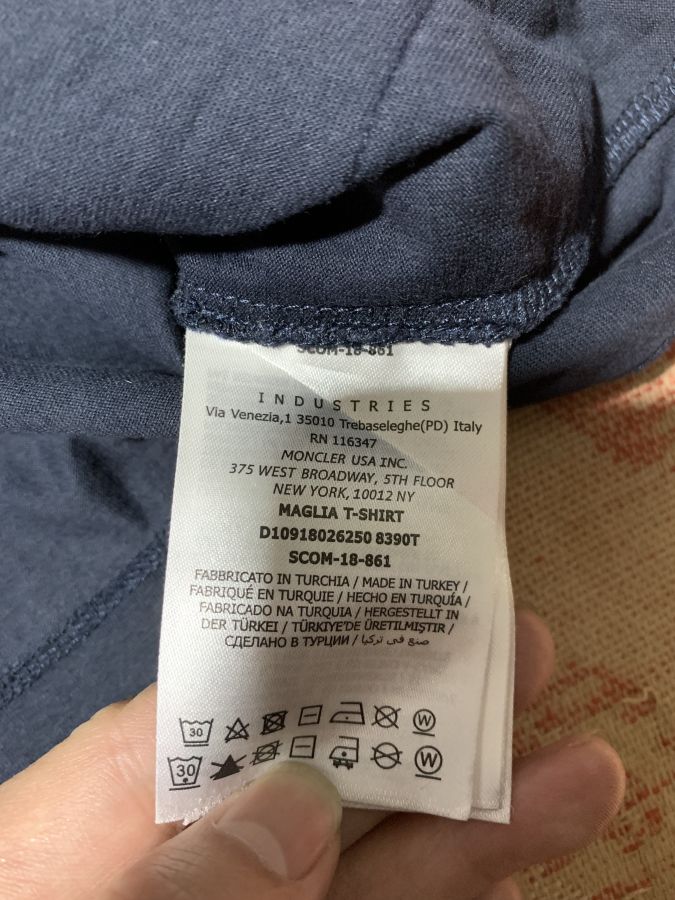 SCOM-18-861
INDUSTRIES
Via Venezia,1 35010 Trebaseleghe(PD) Italy
RN 116347
MONCLER USA INC.
375 WEST BROADWAY, 5TH FLOOR
NEW YORK,10012 NY
MAGLIA T-SHIRT
D10918026250 8390T
SCOM-18-861
FABBRICATO IN TURCHIA / MADE IN TURKEY /
FABRIQUÉ EN TURQUIE / HECHO EN TURQUÍA /
FABRICADO NA TURQUIA / HERGESTELLT IN
DER TÜRKEI / TÜRKIYE'DE ÜRETILMIŞTIR /
СДЕЛАНО В ТУРЦИИ / صنع في تركيا
30 W
30 W